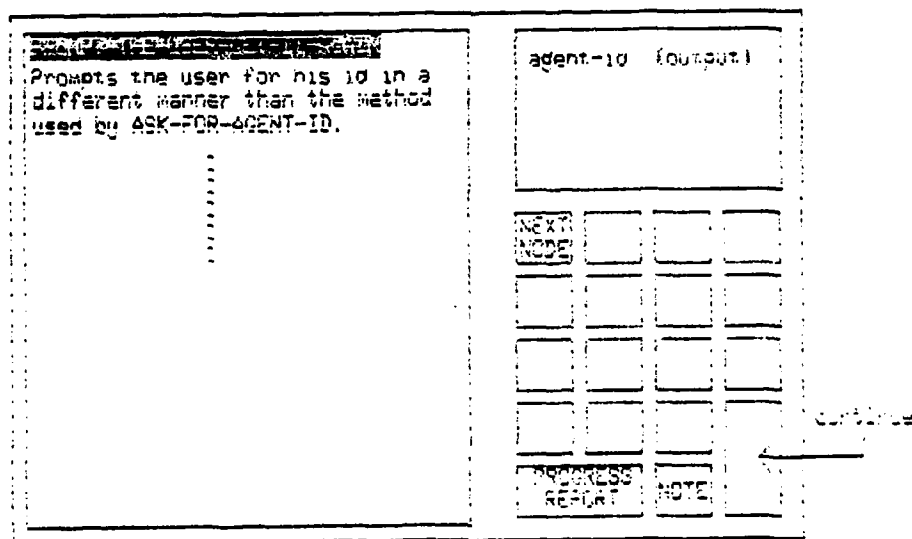 Prompts the user for his id in a
different manner than the method
used by ASK-FOR-AGENT-ID.
agent-id (output)
NEXT
NODE
continue
PROGRESS
REPORT
NOTE